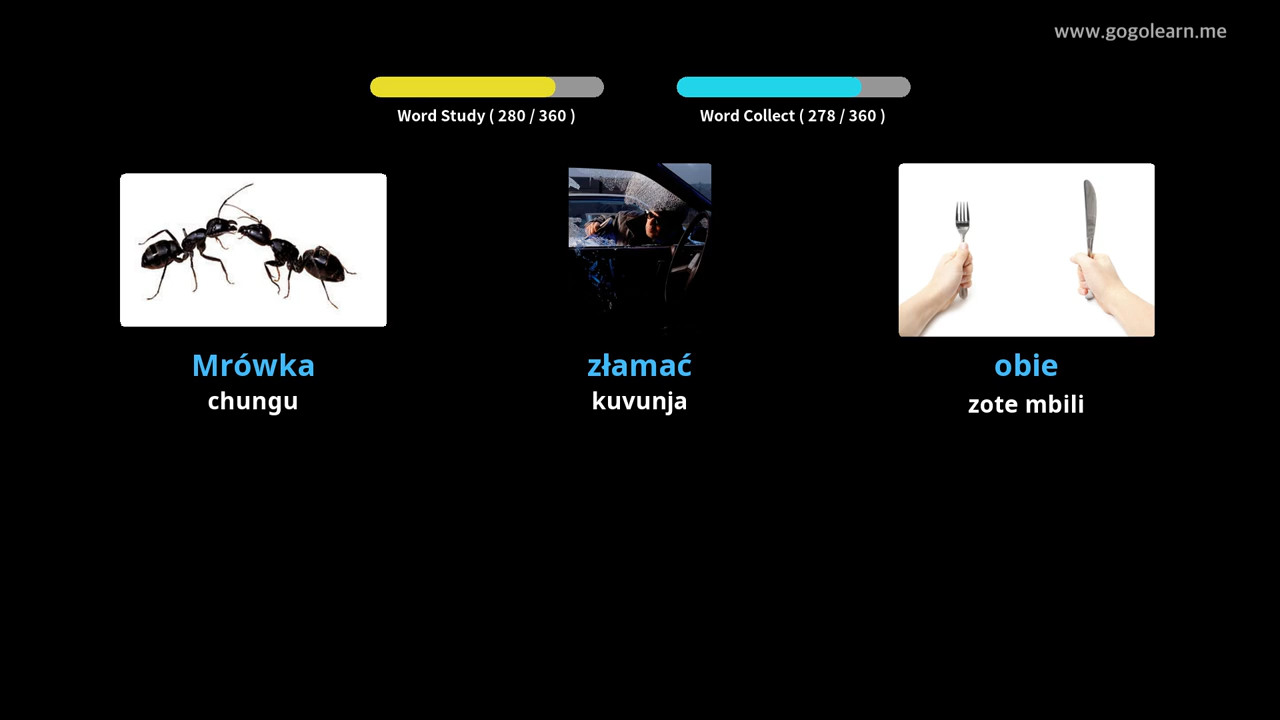 www.gogolearn.me
Word Study ( 280 / 360 )
Word Collect ( 278 / 360 )
Mrówka
chungu
złamać
kuvunja
obie
zote mbili